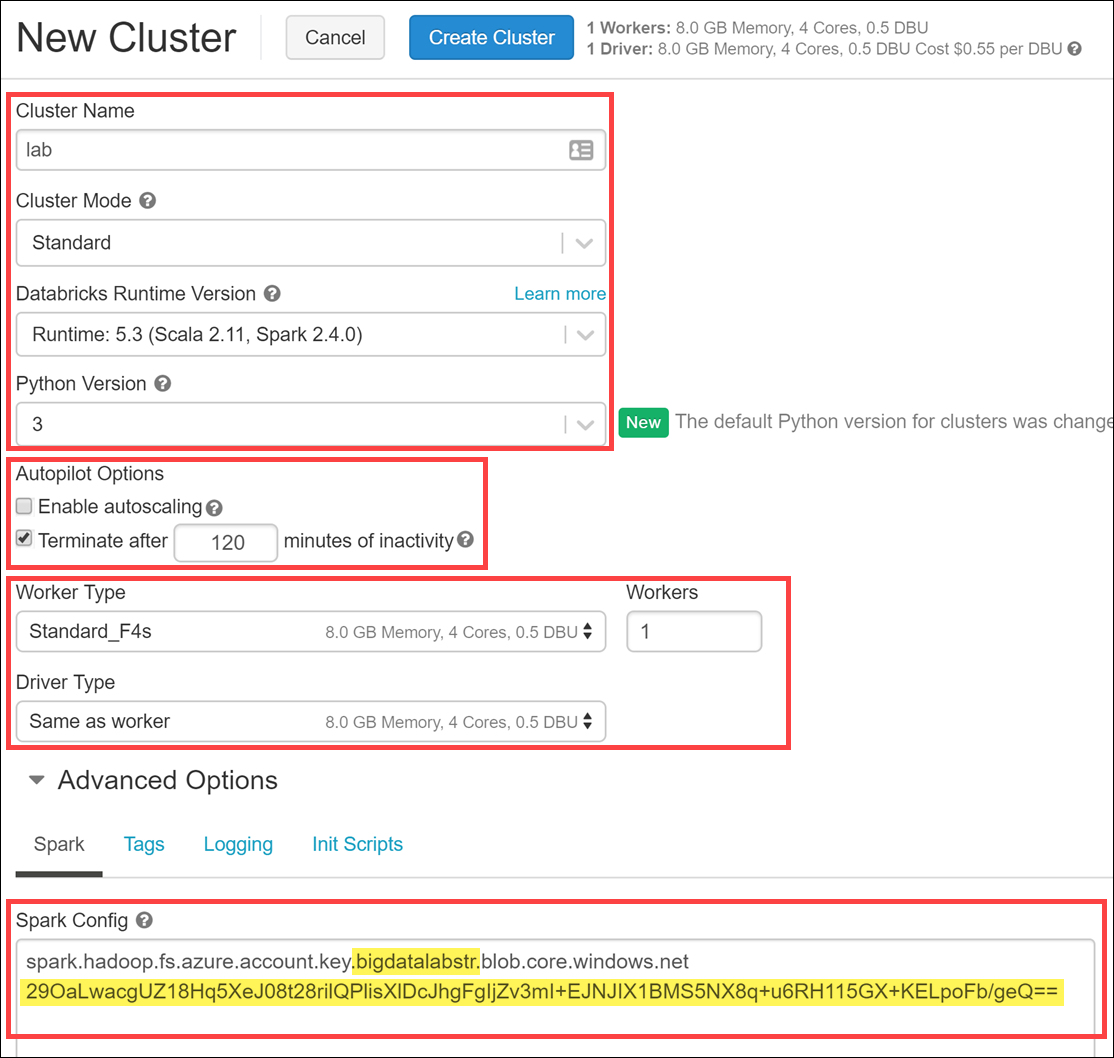 New Cluster
Cancel
Create Cluster
1 Workers: 8.0 GB Memory, 4 Cores, 0.5 DBU
1 Driver: 8.0 GB Memory, 4 Cores, 0.5 DBU Cost $0.55 per DBU ?
Cluster Name
lab
Cluster Mode ?
Standard
Databricks Runtime Version ? Learn more
Runtime: 5.3 (Scala 2.11, Spark 2.4.0)
Python Version ?
3
New The default Python version for clusters was change
Autopilot Options
Enable autoscaling ?
Terminate after 120 minutes of inactivity ?
Worker Type Workers
Standard_F4s 8.0 GB Memory, 4 Cores, 0.5 DBU 1
Driver Type
Same as worker 8.0 GB Memory, 4 Cores, 0.5 DBU
Advanced Options
Spark Tags Logging Init Scripts
Spark Config ?
spark.hadoop.fs.azure.account.key.bigdatalabstr.blob.core.windows.net
29OaLwacgUZ18Hq5XeJ08t28rilQPlisXlDcJhgFgIjZv3mI+EJNJIX1BMS5NX8q+u6RH115GX+KELpoFb/geQ==